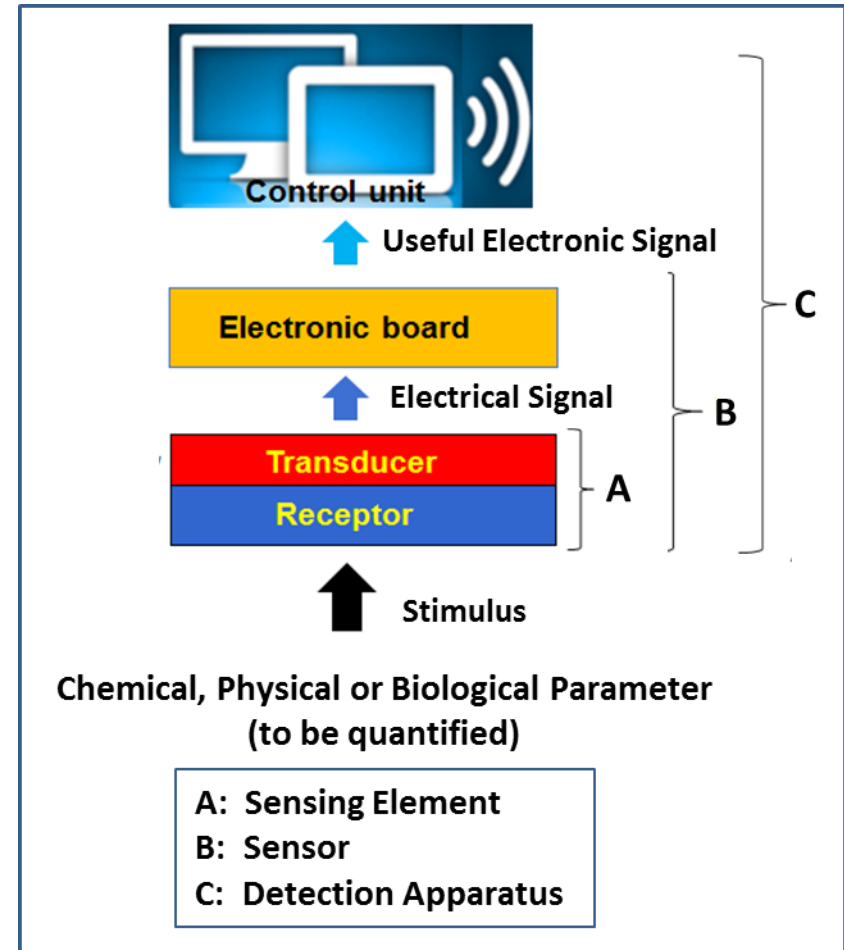 Control unit
Useful Electronic Signal
C
Electronic board
Electrical Signal
B
Transducer
A
Receptor
Stimulus
Chemical, Physical or Biological Parameter
(to be quantified)
A: Sensing Element
B: Sensor
C: Detection Apparatus